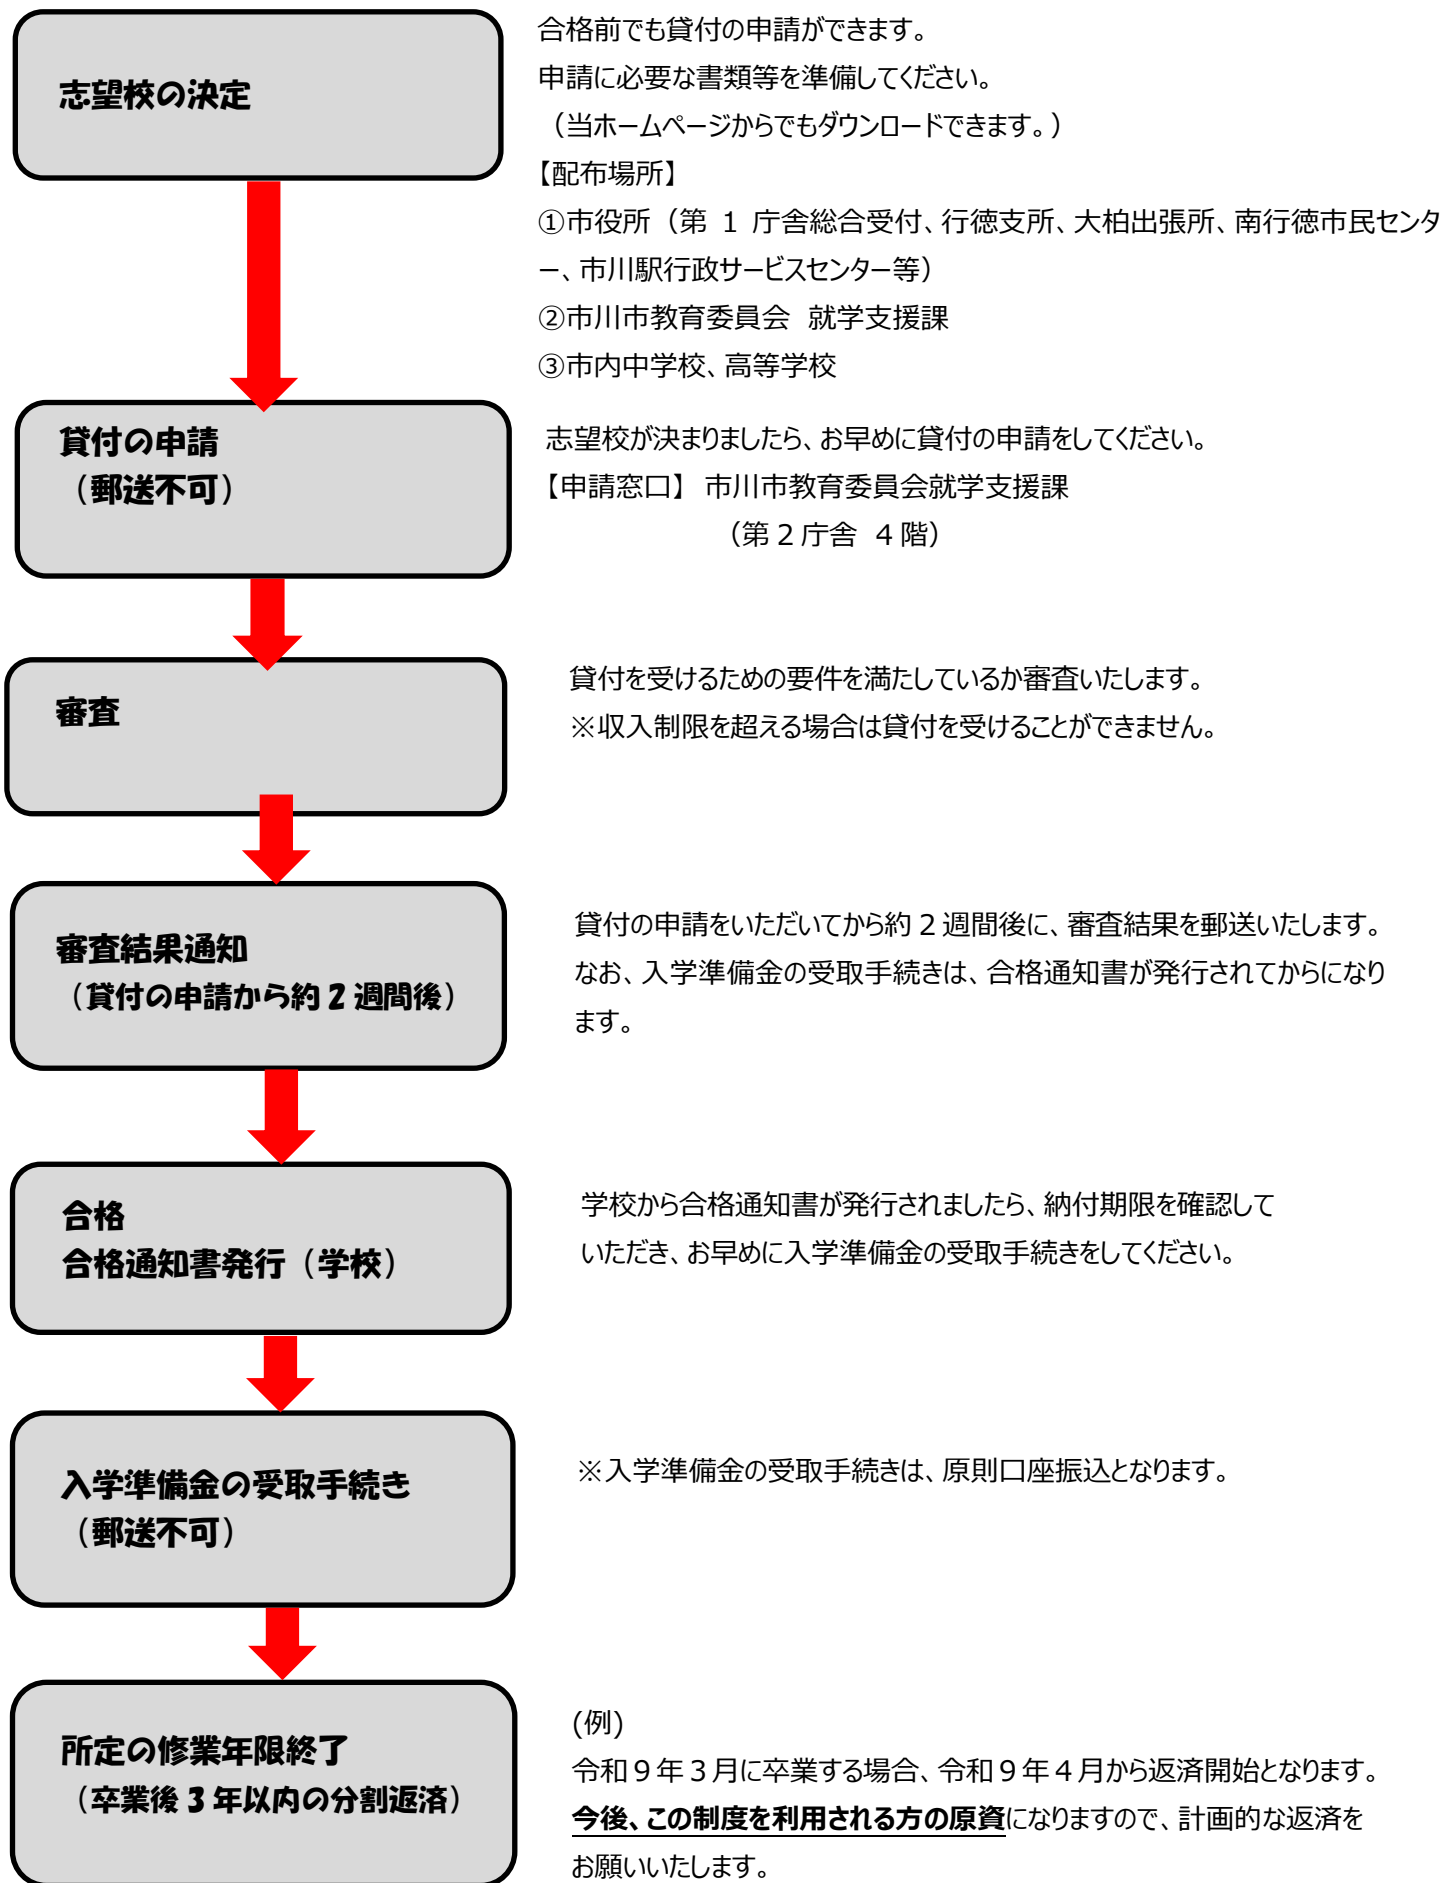 志望校の決定
合格前でも貸付の申請ができます。
申請に必要な書類等を準備してください。
（当ホームページからでもダウンロードできます。）
【配布場所】
①市役所（第 1 庁舎総合受付、行徳支所、大柏出張所、南行徳市民センタ
ー、市川駅行政サービスセンター等）
②市川市教育委員会 就学支援課
③市内中学校、高等学校
貸付の申請
（郵送不可）
志望校が決まりましたら、お早めに貸付の申請をしてください。
【申請窓口】 市川市教育委員会就学支援課
（第２庁舎 ４階）
審査
貸付を受けるための要件を満たしているか審査いたします。
※収入制限を超える場合は貸付を受けることができません。
審査結果通知
（貸付の申請から約２週間後）
貸付の申請をいただいてから約２週間後に、審査結果を郵送いたします。
なお、入学準備金の受取手続きは、合格通知書が発行されてからになり
ます。
合格
合格通知書発行（学校）
学校から合格通知書が発行されましたら、納付期限を確認して
いただき、お早めに入学準備金の受取手続きをしてください。
入学準備金の受取手続き
（郵送不可）
※入学準備金の受取手続きは、原則口座振込となります。
所定の修業年限終了
（卒業後３年以内の分割返済）
(例)
令和９年３月に卒業する場合、令和９年４月から返済開始となります。
今後、この制度を利用される方の原資になりますので、計画的な返済を
お願いいたします。